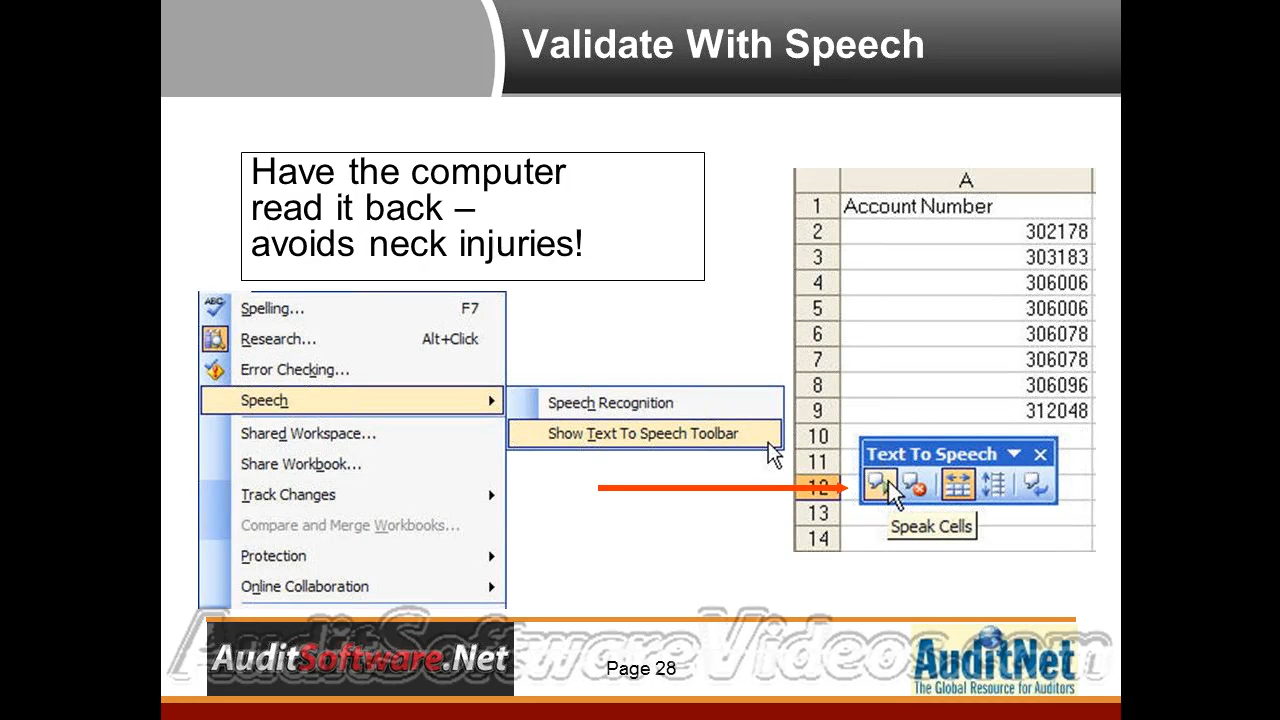 Validate With Speech
Have the computer
read it back –
avoids neck injuries!
Spelling... F7
Research... Alt+Click
Error Checking...
Speech
Shared Workspace...
Share Workbook...
Track Changes
Compare and Merge Workbooks...
Protection
Online Collaboration
Speech Recognition
Show Text To Speech Toolbar
A
1 Account Number
2 302178
3 303183
4 306006
5 306006
6 306078
7 306078
8 306096
9 312048
10
11
12
13
14
Text To Speech
Speak Cells
AuditSoftwareVideos.com
AuditSoftware.Net
Page 28
AuditNet
The Global Resource for Auditors